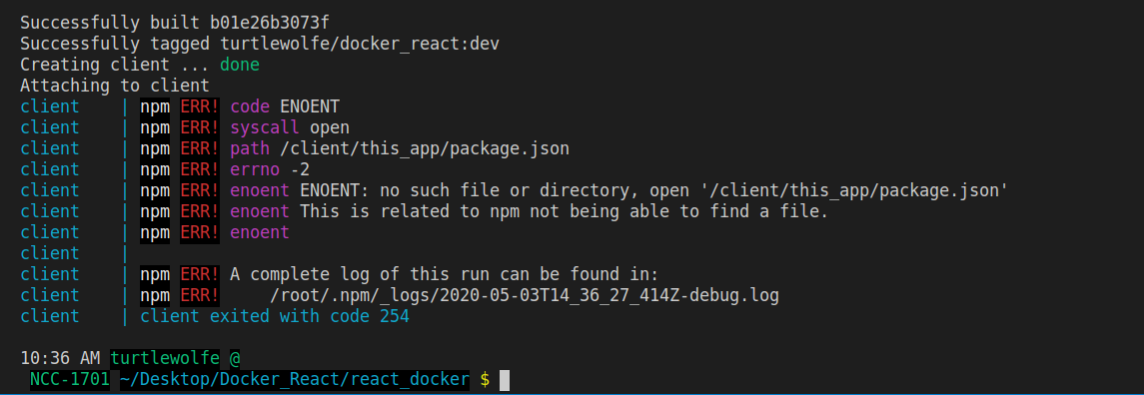 Successfully built b01e26b3073f
Successfully tagged turtlewolfe/docker_react:dev
Creating client ... done
Attaching to client
client    | npm ERR! code ENOENT
client    | npm ERR! syscall open
client    | npm ERR! path /client/this_app/package.json
client    | npm ERR! errno -2
client    | npm ERR! enoent ENOENT: no such file or directory, open '/client/this_app/package.json'
client    | npm ERR! enoent This is related to npm not being able to find a file.
client    | npm ERR! enoent
client    |
client    | npm ERR! A complete log of this run can be found in:
client    | npm ERR!     /root/.npm/_logs/2020-05-03T14_36_27_414Z-debug.log
client    | client exited with code 254
10:36 AM turtlewolfe @
NCC-1701 ~/Desktop/Docker_React/react_docker $